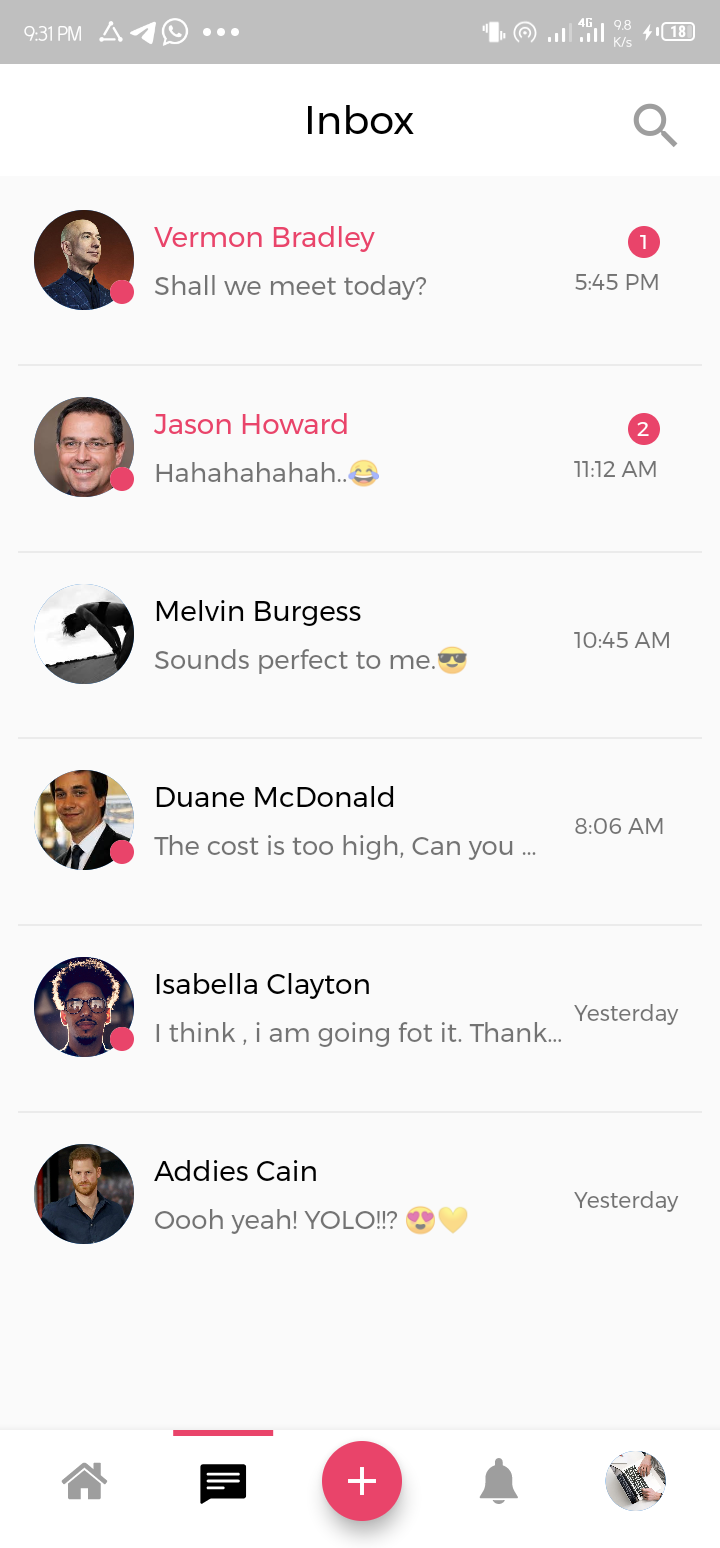 9:31 PM 4G 9.8 K/s 18
Inbox
Vermon Bradley 1
Shall we meet today? 5:45 PM
Jason Howard 2
Hahahahahah..😂 11:12 AM
Melvin Burgess
Sounds perfect to me.😎 10:45 AM
Duane McDonald
The cost is too high, Can you ... 8:06 AM
Isabella Clayton
I think , i am going fot it. Thank... Yesterday
Addies Cain
Oooh yeah! YOLO!!? 😍💛 Yesterday